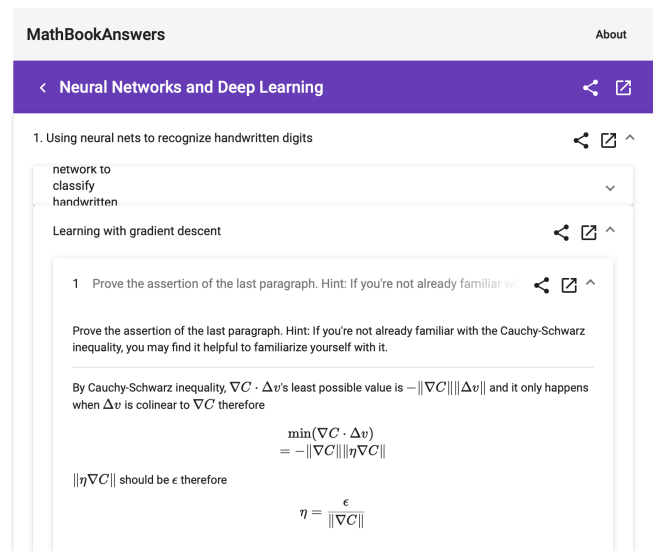 MathBookAnswers
About
Neural Networks and Deep Learning
1. Using neural nets to recognize handwritten digits
network to
classify
handwritten
Learning with gradient descent
1 Prove the assertion of the last paragraph. Hint: If you're not already familiar wi
Prove the assertion of the last paragraph. Hint: If you're not already familiar with the Cauchy-Schwarz
inequality, you may find it helpful to familiarize yourself with it.
By Cauchy-Schwarz inequality, ∇C · Δv's least possible value is −‖∇C‖‖Δv‖ and it only happens
when Δv is colinear to ∇C therefore
min(∇C · Δv)
= −‖∇C‖‖η∇C‖
‖η∇C‖ should be ϵ therefore
η = ϵ / ‖∇C‖